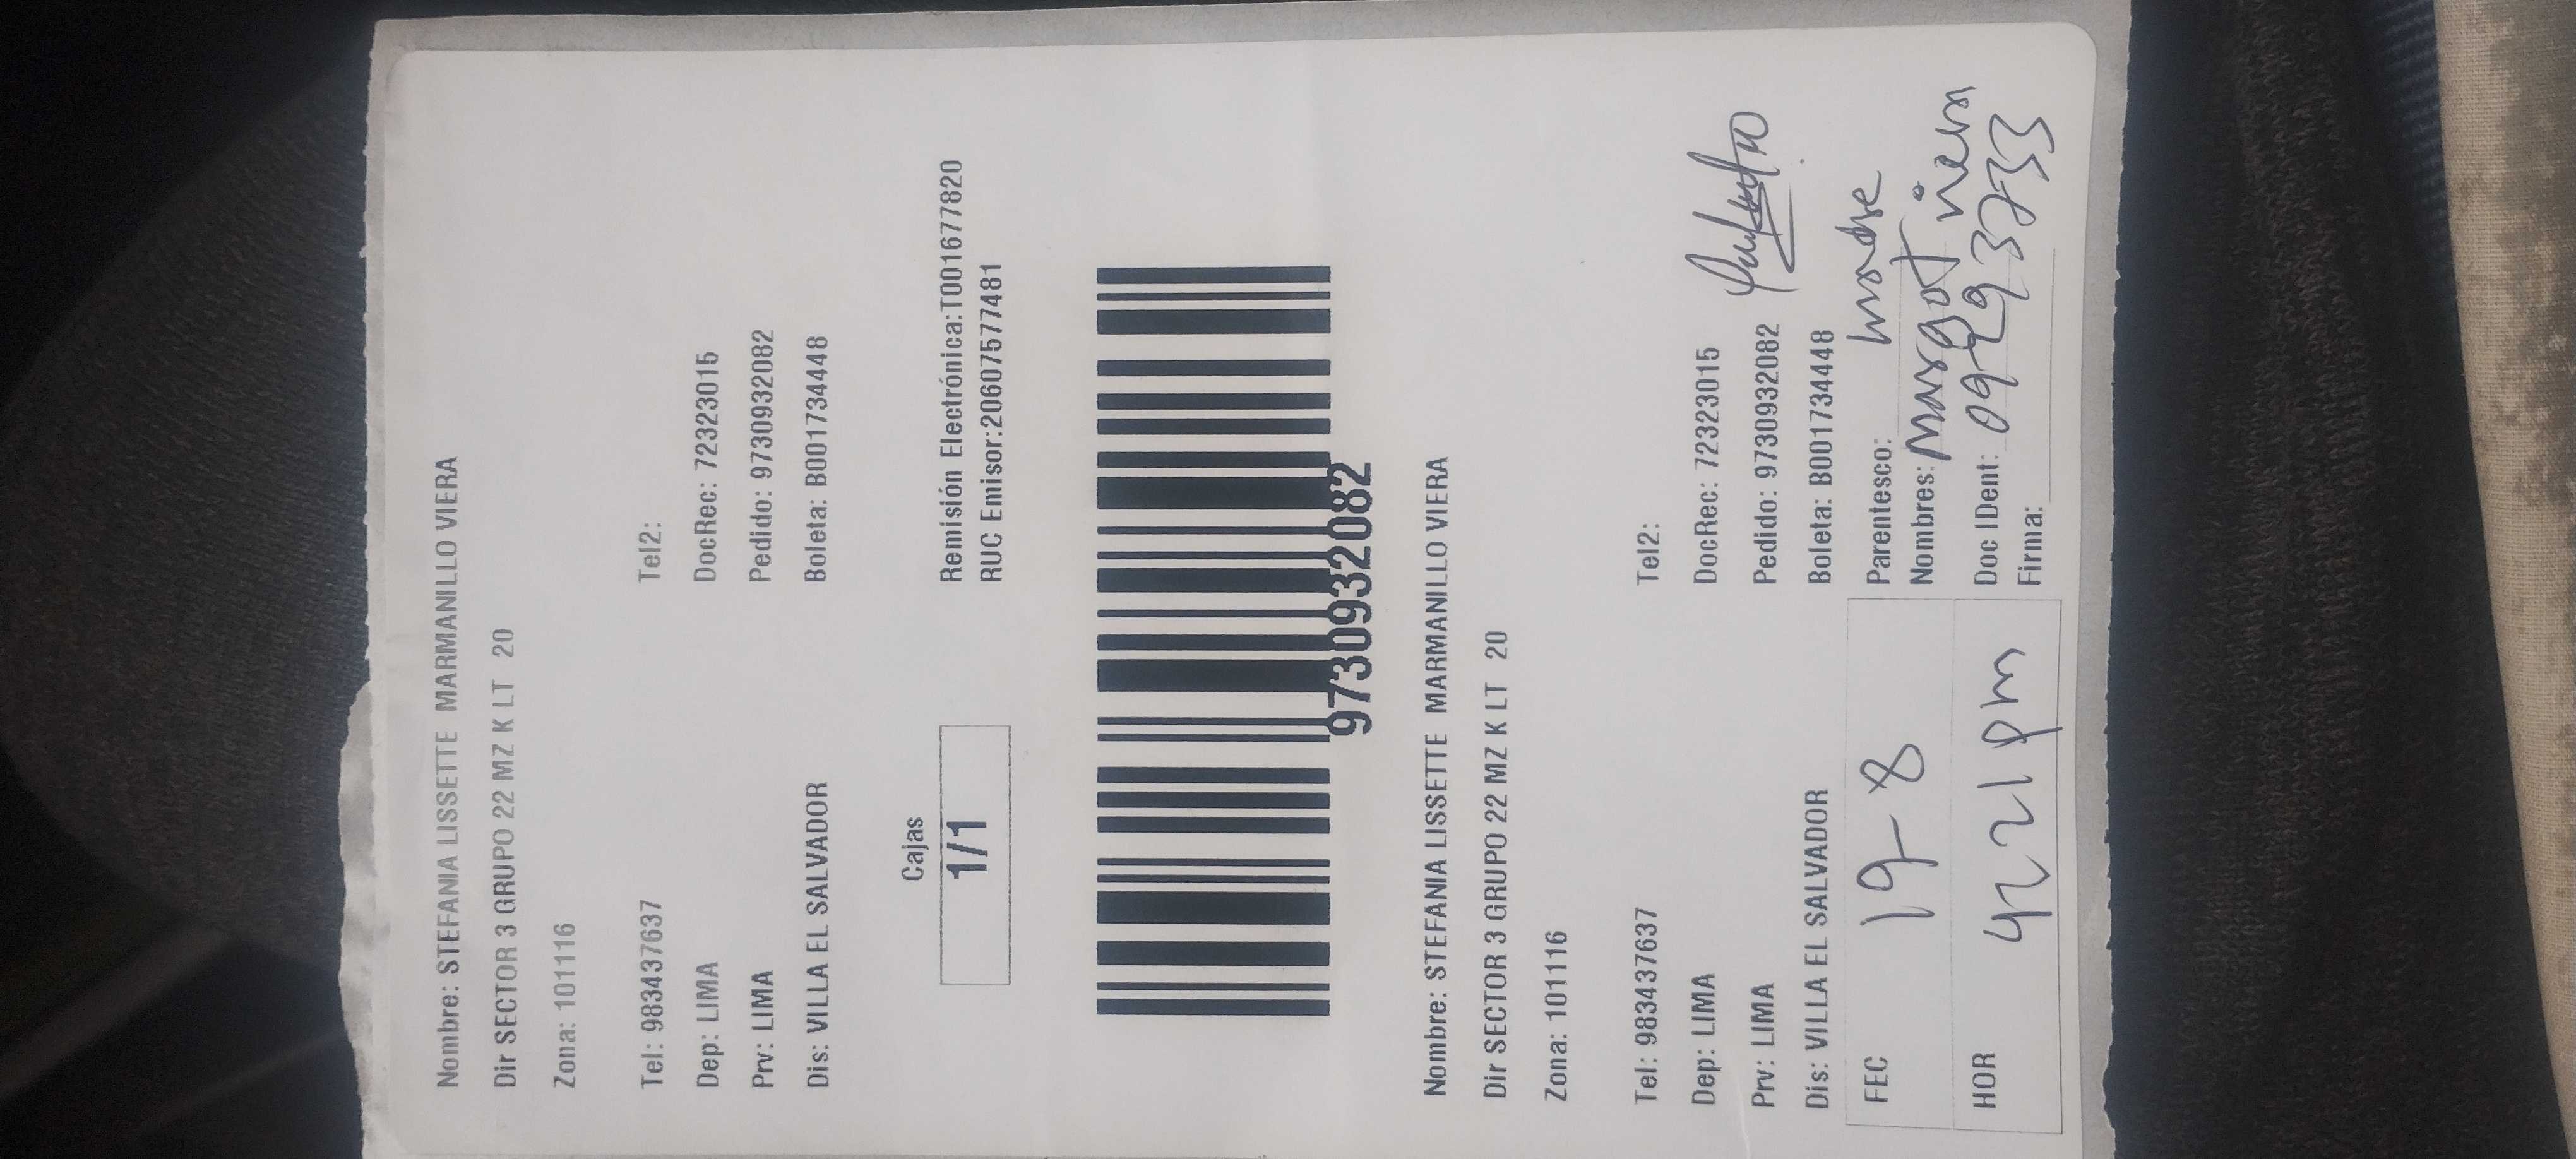 Nombre: STEFANIA LISSETTE MARMANILLO VIERA
Dir SECTOR 3 GRUPO 22 MZ K LT 20
Zona: 101116
Tel: 983437637 Tel2:
Dep: LIMA DocRec: 72323015
Prv: LIMA Pedido: 9730932082
Dis: VILLA EL SALVADOR Boleta: B001734448
Cajas
1/1
Remisión Electrónica:T001677820
RUC Emisor:20607577481
9730932082
Nombre: STEFANIA LISSETTE MARMANILLO VIERA
Dir SECTOR 3 GRUPO 22 MZ K LT 20
Zona: 101116
Tel: 983437637 Tel2:
Dep: LIMA DocRec: 72323015
Prv: LIMA Pedido: 9730932082
Dis: VILLA EL SALVADOR Boleta: B001734448
FEC 19-8 Parentesco: madre
Nombres: Margot viera
HOR 421pm Doc IDent:
Firma: